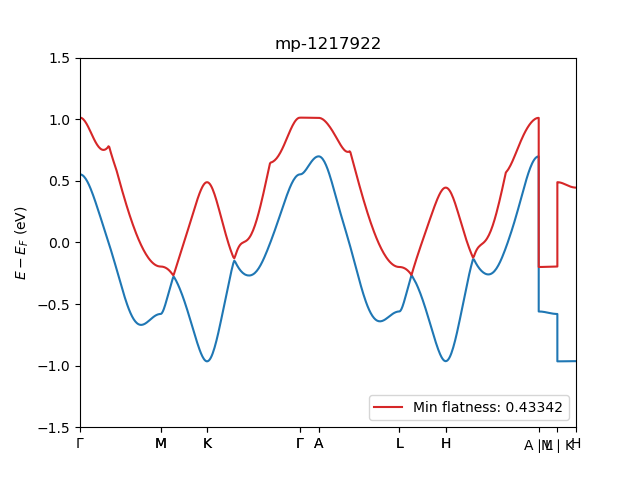 mp-1217922
E − E_F (eV)
1.5
1.0
0.5
0.0
−0.5
−1.0
−1.5
Min flatness: 0.43342
Γ M K Γ A L H A | M L | K H